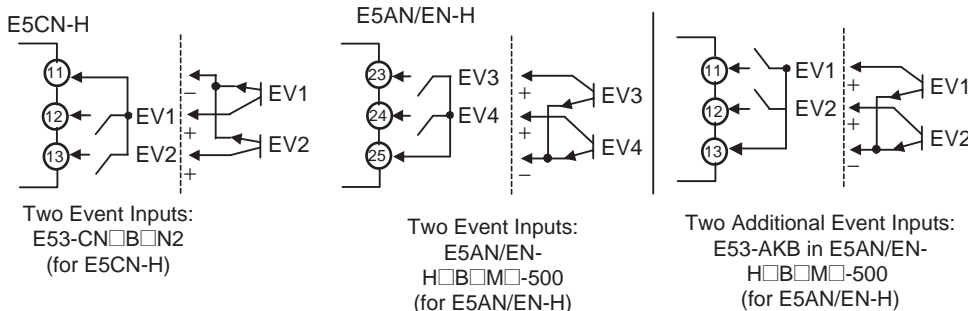 E5CN-H
11
12
13
EV1
EV2
−
+
+
EV1
EV2
Two Event Inputs:
E53-CN□B□N2
(for E5CN-H)
E5AN/EN-H
23
24
25
EV3
EV4
+
+
−
EV3
EV4
Two Event Inputs:
E5AN/EN-
H□B□M□-500
(for E5AN/EN-H)
11
12
13
EV1
EV2
+
+
−
EV1
EV2
Two Additional Event Inputs:
E53-AKB in E5AN/EN-
H□B□M□-500
(for E5AN/EN-H)